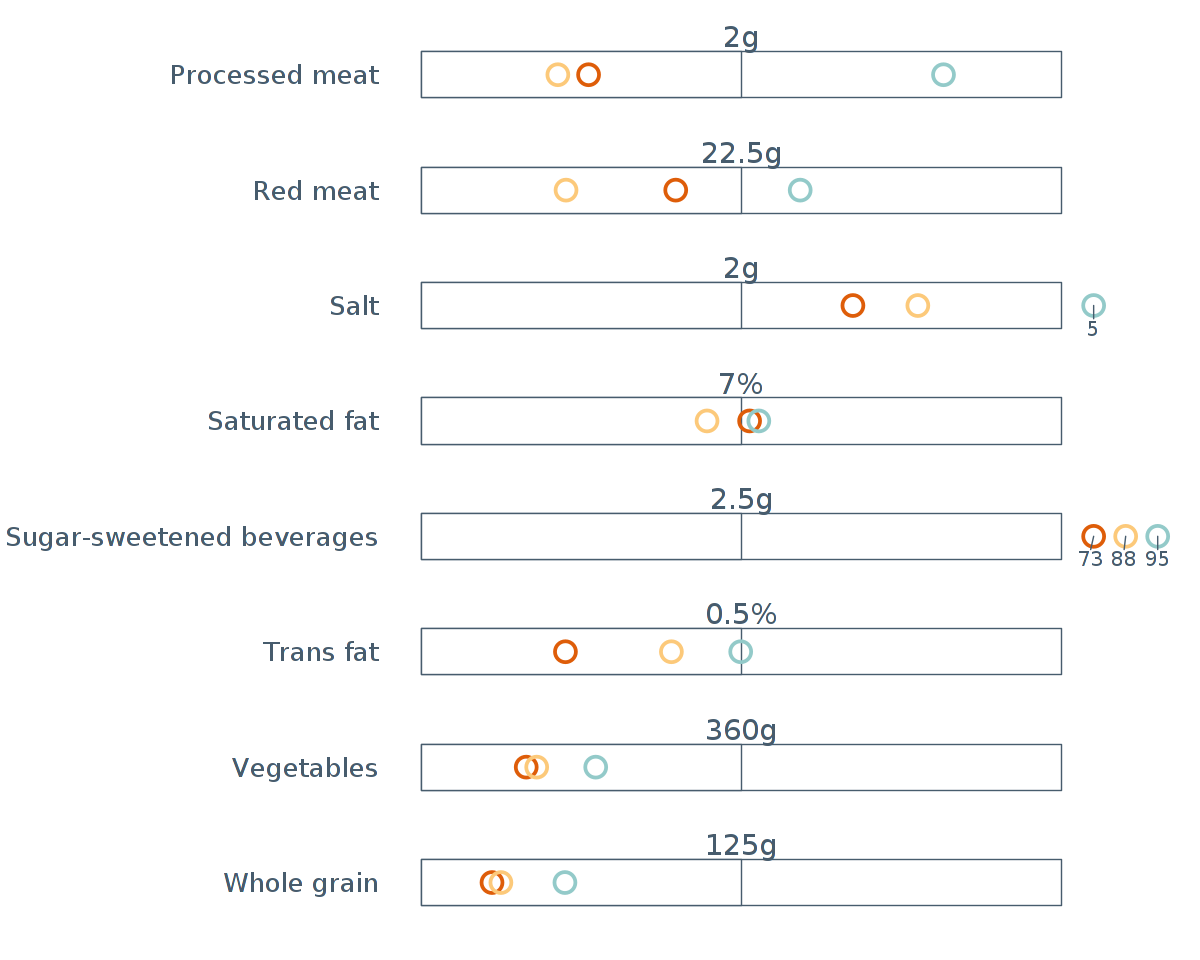 2g
Processed meat
22.5g
Red meat
2g
Salt
5
7%
Saturated fat
2.5g
Sugar-sweetened beverages
73 88 95
0.5%
Trans fat
360g
Vegetables
125g
Whole grain